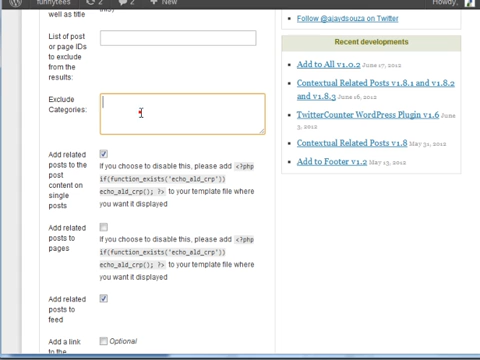 funnytees 2 2 New Howdy,
well as title
List of post
or page IDs
to exclude
from the
results:
Exclude
Categories:
Add related
posts to the
post
content on
single
posts
If you choose to disable this, please add <?php
if(function_exists('echo_ald_crp'))
echo_ald_crp(); ?> to your template file where
you want it displayed
Add related
posts to
pages
If you choose to disable this, please add <?php
if(function_exists('echo_ald_crp'))
echo_ald_crp(); ?> to your template file where
you want it displayed
Add related
posts to
feed
Add a link
to the
Optional
Follow @ajaydsouza on Twitter
Recent developments
Add to All v1.0.2 June 17, 2012
Contextual Related Posts v1.8.1 and v1.8.2
and v1.8.3 June 16, 2012
TwitterCounter WordPress Plugin v1.6 June
3, 2012
Contextual Related Posts v1.8 May 31, 2012
Add to Footer v1.2 May 13, 2012